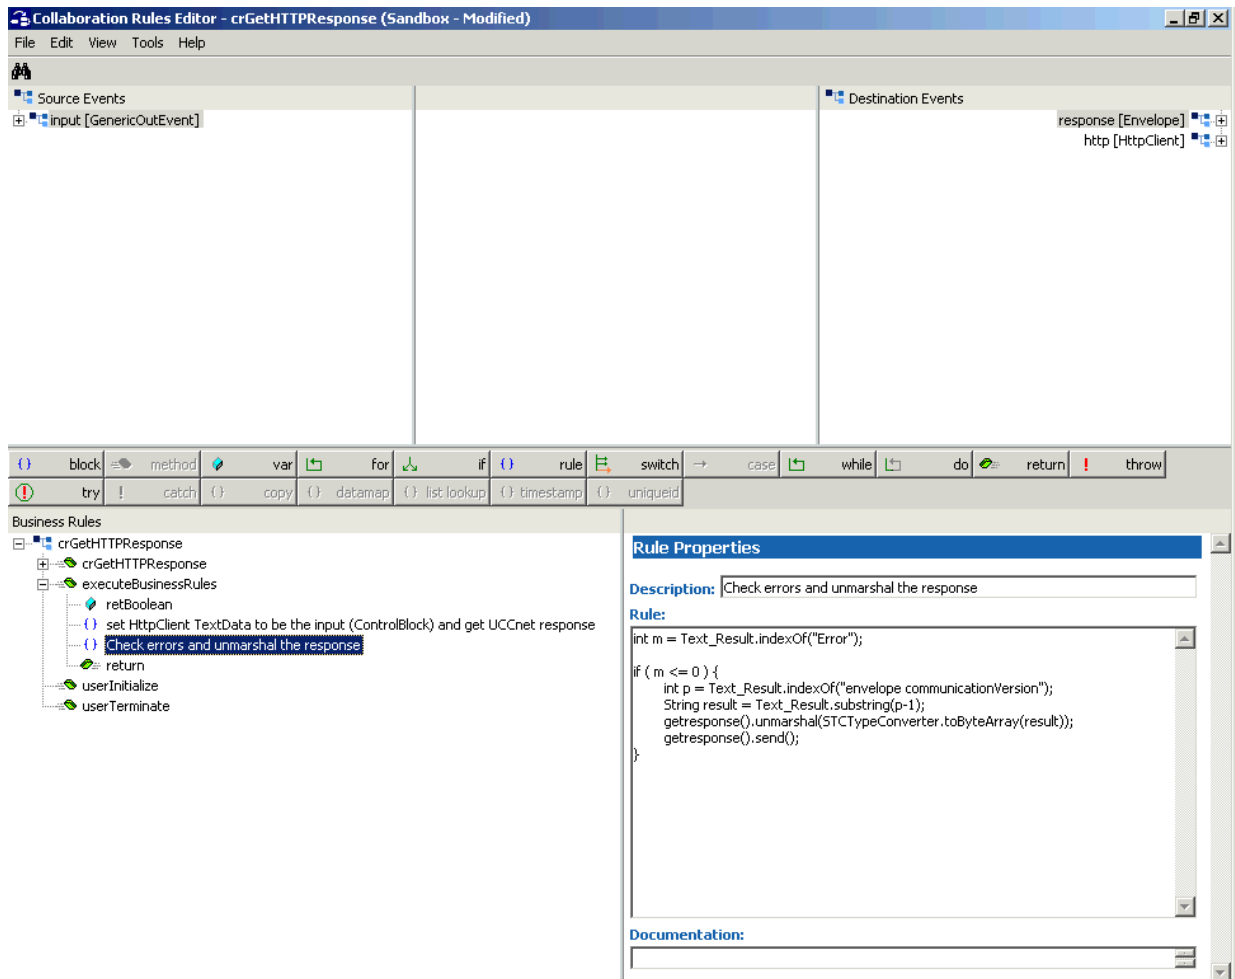 Collaboration Rules Editor - crGetHTTPResponse (Sandbox - Modified)
File Edit View Tools Help
Source Events
Destination Events
input [GenericOutEvent]
response [Envelope]
http [HttpClient]
{} block method var for if {} rule switch case while do return ! throw
! try ! catch {} copy {} datamap {} list lookup {} timestamp {} uniqueid
Business Rules
crGetHTTPResponse
crGetHTTPResponse
executeBusinessRules
retBoolean
{} set HttpClient TextData to be the input (ControlBlock) and get UCCnet response
{} Check errors and unmarshal the response
return
userInitialize
userTerminate
Rule Properties
Description: Check errors and unmarshal the response
Rule:
int m = Text_Result.indexOf("Error");
if ( m <= 0 ) {
int p = Text_Result.indexOf("envelope communicationVersion");
String result = Text_Result.substring(p-1);
getresponse().unmarshal(STCTypeConverter.toByteArray(result));
getresponse().send();
}
Documentation: